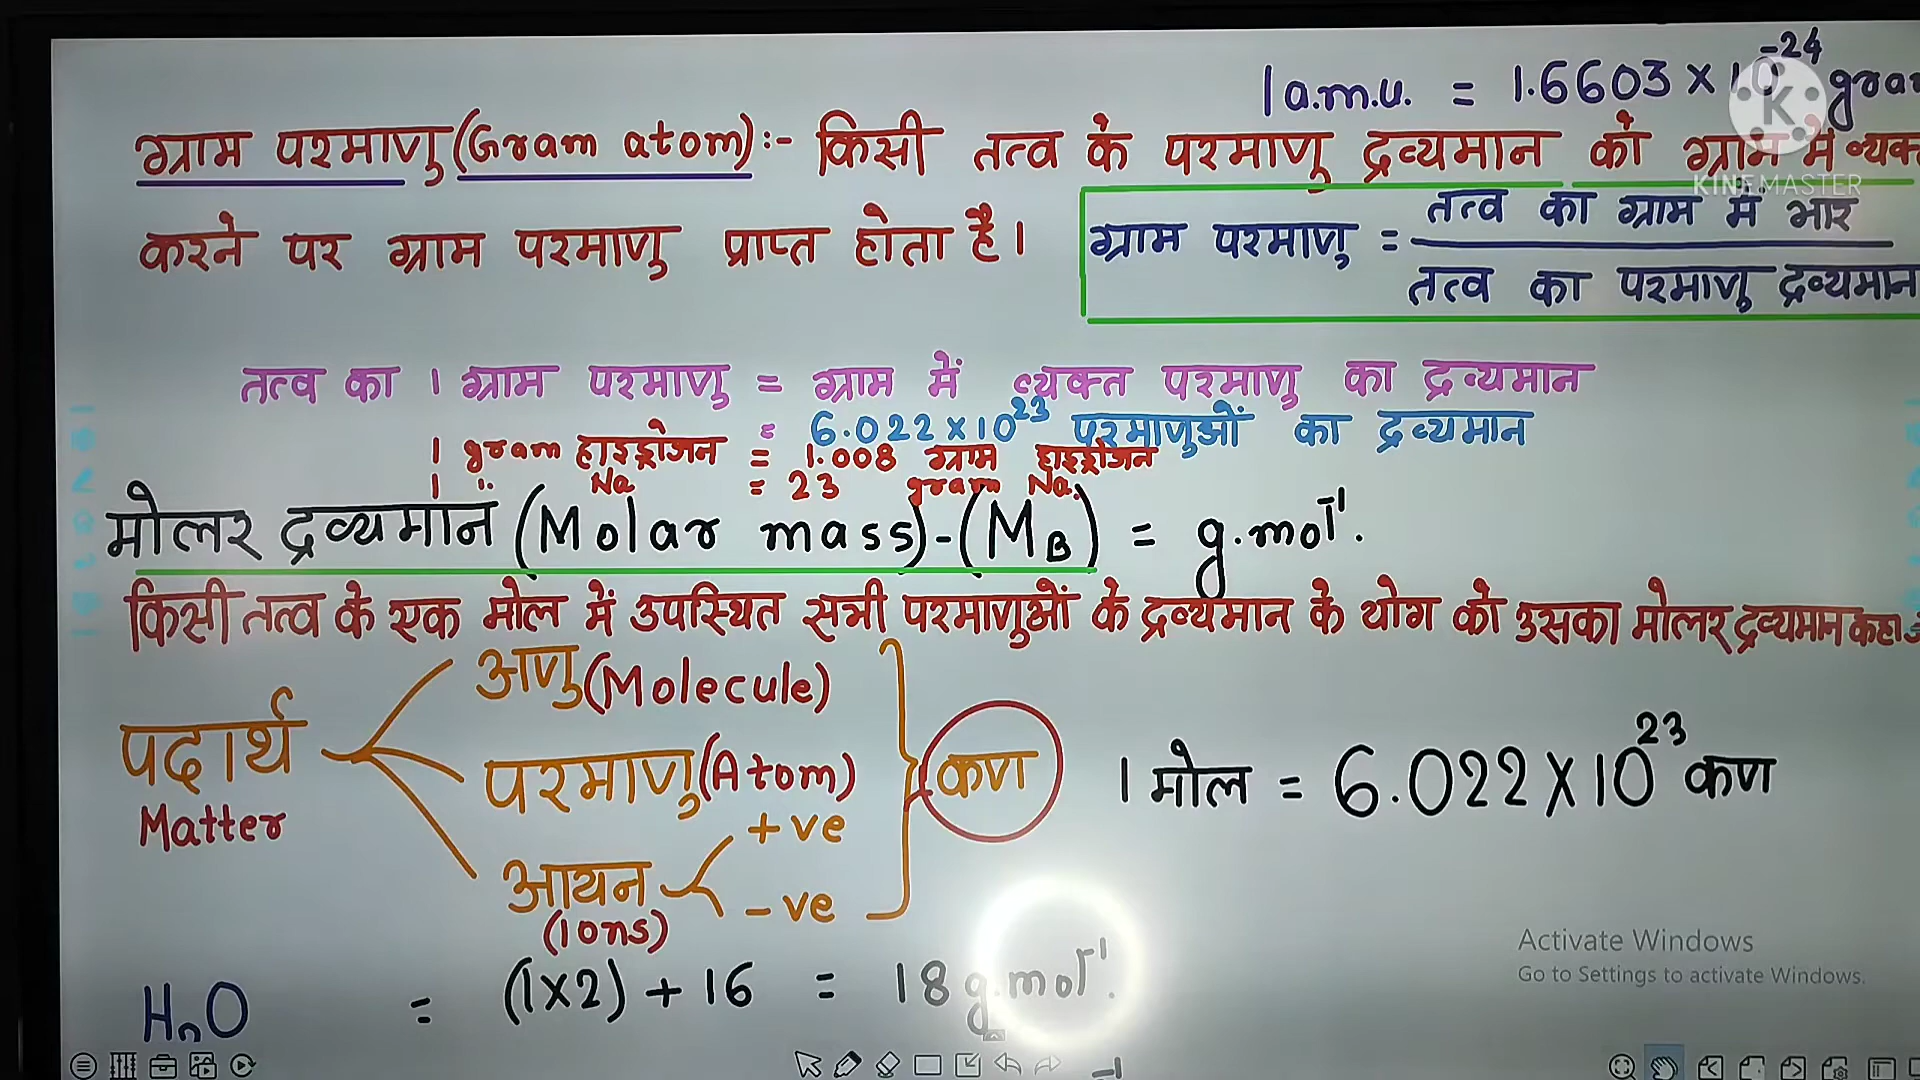 1 a.m.u. = 1.6603 × 10⁻²⁴ gra
ग्राम परमाणु (Gram atom):- किसी तत्व के परमाणु द्रव्यमान को ग्राम में व्यक्त
KINEMASTER
करने पर ग्राम परमाणु प्राप्त होता है।
ग्राम परमाणु = तत्व का ग्राम में भार
तत्व का परमाणु द्रव्यमान
तत्व का 1 ग्राम परमाणु = ग्राम में व्यक्त परमाणु का द्रव्यमान
= 6.022×10²³ परमाणुओं का द्रव्यमान
1 gram हाइड्रोजन = 1.008 ग्राम हाइड्रोजन
1 " Na = 23 gram Na.
मोलर द्रव्यमान (Molar mass)-(M_B) = g.mol⁻¹.
किसी तत्व के एक मोल में उपस्थित सभी परमाणुओं के द्रव्यमान के योग को उसका मोलर द्रव्यमान कहा
पदार्थ
Matter
अणु (Molecule)
परमाणु (Atom)
आयन
(Ions)
+ve
-ve
कण
1 मोल = 6.022×10²³ कण
H₂O = (1×2) + 16 = 18 g.mol⁻¹.
Activate Windows
Go to Settings to activate Windows.